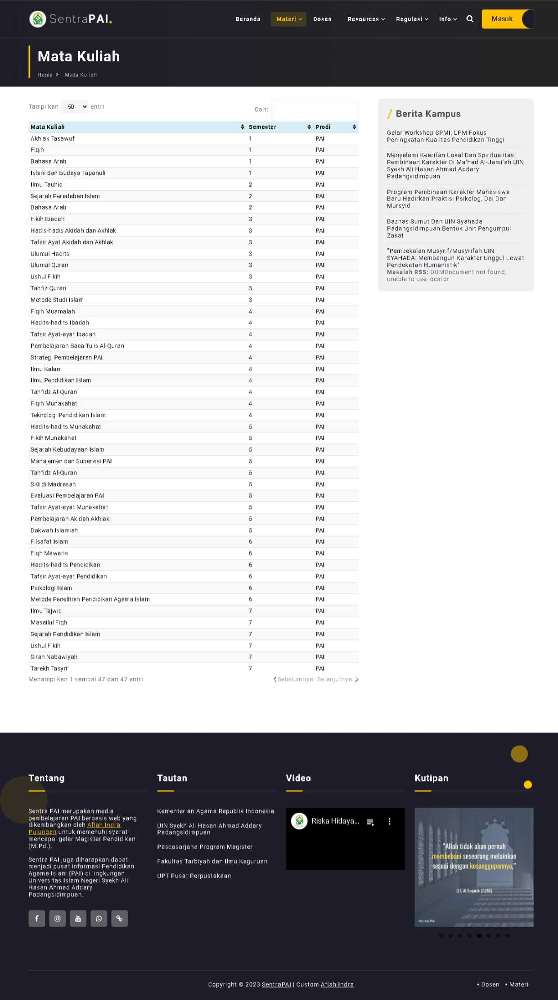 SentraPAI.
Beranda Materi Dosen Resources Regulasi Info Masuk
Mata Kuliah
Home Mata Kuliah
Tampilkan 50 entri
Cari:
Mata Kuliah Semester Prodi
Akhlak Tasawuf 1 PAI
Fiqih 1 PAI
Bahasa Arab 1 PAI
Islam dan Budaya Tapanuli 1 PAI
Ilmu Tauhid 2 PAI
Sejarah Peradaban Islam 2 PAI
Bahasa Arab 2 PAI
Fikih Ibadah 3 PAI
Hadis-hadis Akidah dan Akhlak 3 PAI
Tafsir Ayat Akidah dan Akhlak 3 PAI
Ulumul Hadits 3 PAI
Ulumul Quran 3 PAI
Ushul Fikih 3 PAI
Tahfiz Quran 3 PAI
Metode Studi Islam 3 PAI
Fiqih Muamalah 4 PAI
Hadits-hadits Ibadah 4 PAI
Tafsir Ayat-ayat Ibadah 4 PAI
Pembelajaran Baca Tulis Al-Quran 4 PAI
Strategi Pembelajaran PAI 4 PAI
Ilmu Kalam 4 PAI
Ilmu Pendidikan Islam 4 PAI
Tahfidz Al-Quran 4 PAI
Fiqih Munakahat 4 PAI
Teknologi Pendidikan Islam 4 PAI
Hadits-hadits Munakahat 5 PAI
Fikih Munakahat 5 PAI
Sejarah Kebudayaan Islam 5 PAI
Manajemen dan Supervisi PAI 5 PAI
Tahfidz Al-Quran 5 PAI
SKI di Madrasah 5 PAI
Evaluasi Pembelajaran PAI 5 PAI
Tafsir Ayat-ayat Munakahat 5 PAI
Pembelajaran Akidah Akhlak 5 PAI
Dakwah Islamiah 5 PAI
Filsafat Islam 6 PAI
Fiqh Mawaris 6 PAI
Hadits-hadits Pendidikan 6 PAI
Tafsir Ayat-ayat Pendidikan 6 PAI
Psikologi Islam 6 PAI
Metode Penelitian Pendidikan Agama Islam 6 PAI
Ilmu Tajwid 7 PAI
Masailul Fiqh 7 PAI
Sejarah Pendidikan Islam 7 PAI
Ushul Fikih 7 PAI
Sirah Nabawiyah 7 PAI
Tarekh Tasyri' 7 PAI
Menampilkan 1 sampai 47 dari 47 entri
Sebelumnya Selanjutnya
/ Berita Kampus
Gelar Workshop SPMI, LPM Fokus
Peningkatan Kualitas Pendidikan Tinggi
Menyelami Kearifan Lokal Dan Spiritualitas:
Pembinaan Karakter Di Ma'had Al-Jami'ah UIN
Syekh Ali Hasan Ahmad Addary
Padangsidimpuan
Program Pembinaan Karakter Mahasiswa
Baru Hadirkan Praktisi Psikolog, Dai Dan
Mursyid
Baznas Sumut Dan UIN Syahada
Padangsidimpuan Bentuk Unit Pengumpul
Zakat
"Pembekalan Musyrif/Musyrifah UIN
SYAHADA: Membangun Karakter Unggul Lewat
Pendekatan Humanistik"
Masalah RSS: DOMDocument not found,
unable to use locator
Tentang
Sentra PAI merupakan media
pembelajaran PAI berbasis web yang
dikembangkan oleh Aflah Indra
Pulungan untuk memenuhi syarat
mencapai gelar Magister Pendidikan
(M.Pd.).
Sentra PAI juga diharapkan dapat
menjadi pusat informasi Pendidikan
Agama Islam (PAI) di lingkungan
Universitas Islam Negeri Syekh Ali
Hasan Ahmad Addary
Padangsidimpuan.
Tautan
Kementerian Agama Republik Indonesia
UIN Syekh Ali Hasan Ahmad Addary
Padangsidimpuan
Pascasarjana Program Magister
Fakultas Tarbiyah dan Ilmu Keguruan
UPT Pusat Perpustakaan
Video
Riska Hidaya...
Kutipan
"Allah tidak akan pernah
membebani seseorang melainkan
sesuai dengan kesanggupannya,"
Q.S. Al-Baqarah (2:286)
Sentra PAI
Copyright © 2023 SentraPAI | Custom Aflah Indra
• Dosen • Materi